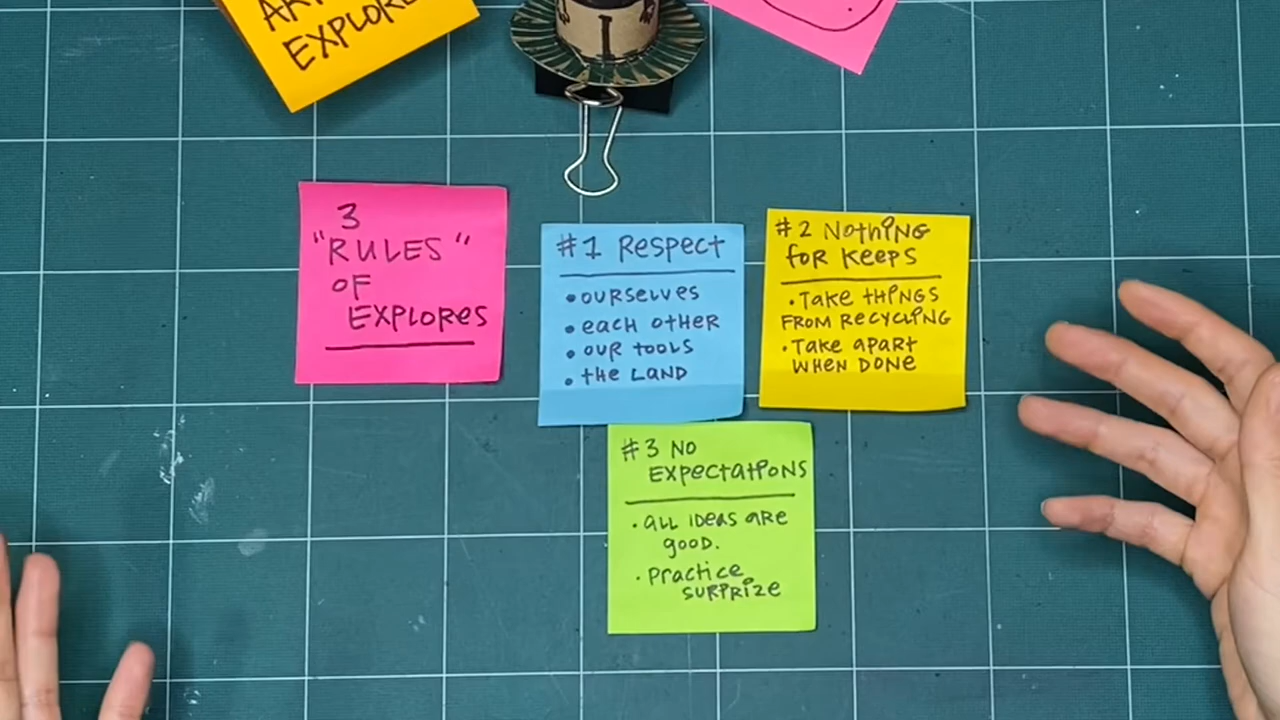 EXPLORE
I
3
"RULES"
OF
EXPLORES
#1 Respect
• ourselves
• each other
• our tools
• the Land
#2 Nothing
for Keeps
• Take things
from recycling
• Take apart
when done
#3 No
Expectations
• all ideas are
good.
• Practice
surprize